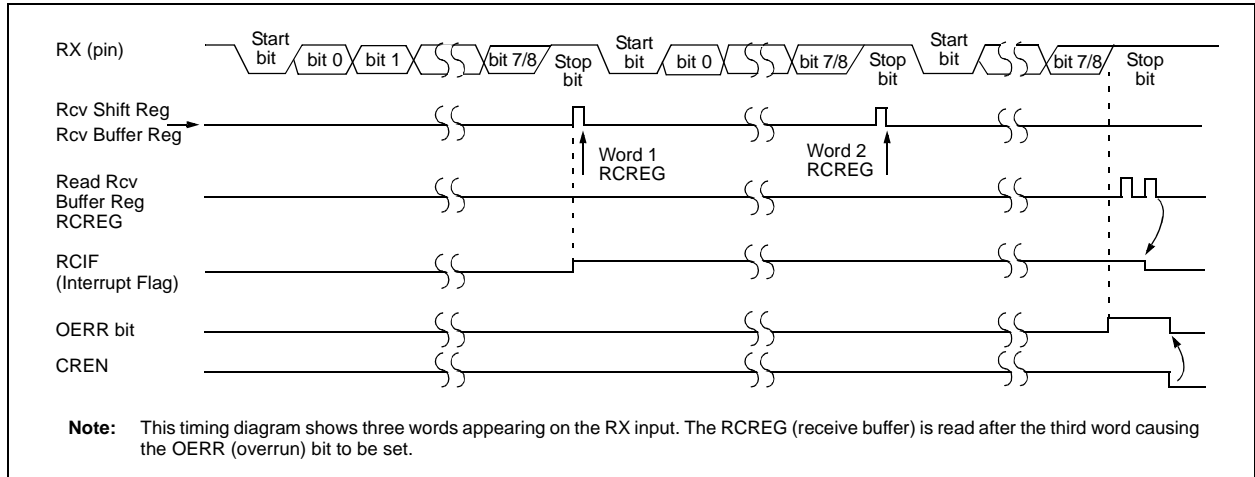 RX (pin)
Start bit
bit 0
bit 1
bit 7/8
Stop bit
Start bit
bit 0
bit 7/8
Stop bit
Start bit
bit 7/8
Stop bit
Rcv Shift Reg
Rcv Buffer Reg
Word 1
RCREG
Word 2
RCREG
Read Rcv
Buffer Reg
RCREG
RCIF
(Interrupt Flag)
OERR bit
CREN
Note: This timing diagram shows three words appearing on the RX input. The RCREG (receive buffer) is read after the third word causing
the OERR (overrun) bit to be set.